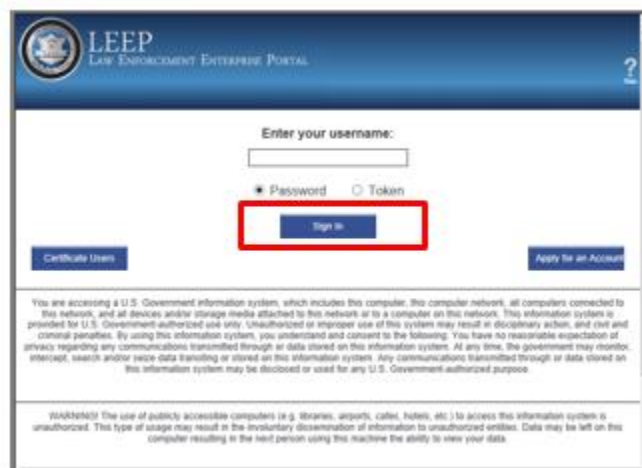 LEEP
LAW ENFORCEMENT ENTERPRISE PORTAL
?
Enter your username:
Password Token
Sign In
Certificate Users Apply for an Account
You are accessing a U.S. Government information system, which includes this computer, this computer network, all computers connected to
this network, and all devices and/or storage media attached to this network or to a computer on this network. This information system is
provided for U.S. Government-authorized use only. Unauthorized or improper use of this system may result in disciplinary action, and civil and
criminal penalties. By using this information system, you understand and consent to the following: You have no reasonable expectation of
privacy regarding any communications transmitted through or data stored on this information system. At any time, the government may monitor,
intercept, search and/or seize data transiting or stored on this information system. Any communications transmitted through or data stored on
this information system may be disclosed or used for any U.S. Government-authorized purpose.
WARNING! The use of publicly accessible computers (e.g. libraries, airports, cafes, hotels, etc.) to access this information system is
unauthorized. This type of usage may result in the involuntary dissemination of information to unauthorized entities. Data may be left on this
computer resulting in the next person using this machine the ability to view your data.